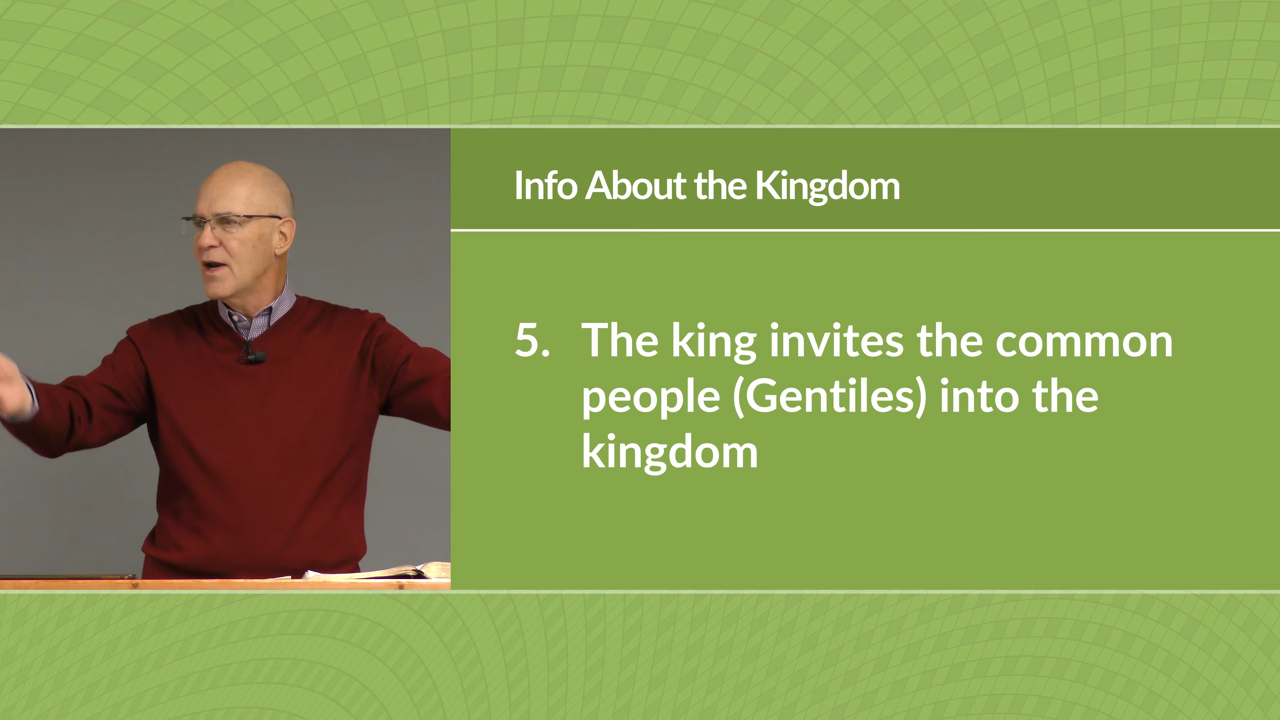 Info About the Kingdom
5. The king invites the common
people (Gentiles) into the
kingdom